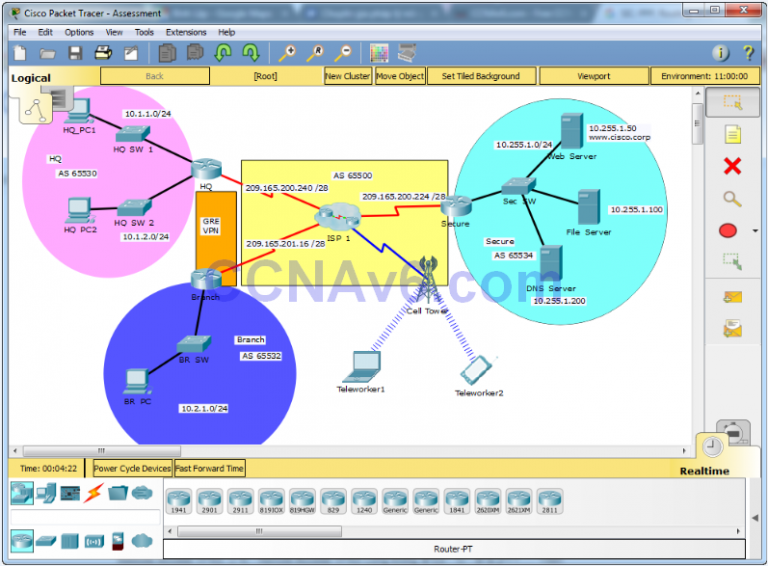 Cisco Packet Tracer - Assessment
File Edit Options View Tools Extensions Help
Logical
Back
[Root]
New Cluster
Move Object
Set Tiled Background
Viewport
Environment: 11:00:00
HQ_PC1
10.1.1.0/24
HQ SW 1
HQ
AS 65530
HQ
HQ PC2
HQ SW 2
10.1.2.0/24
AS 65500
209.165.200.240 /28
209.165.200.224 /28
GRE
VPN
ISP 1
209.165.201.16 /28
Secure
10.255.1.50
www.cisco.corp
10.255.1.0/24
Web Server
Sec SW
10.255.1.100
File Server
Secure
AS 65534
DNS Server
10.255.1.200
CCNAv6.com
Branch
Cell Tower
Branch
AS 65532
BR SW
BR PC
10.2.1.0/24
Teleworker1
Teleworker2
Time: 00:04:22
Power Cycle Devices
Fast Forward Time
Realtime
1941
2901
2911
819IOX
819HGW
829
1240
Generic
Generic
1841
2620XM
2621XM
2811
Router-PT